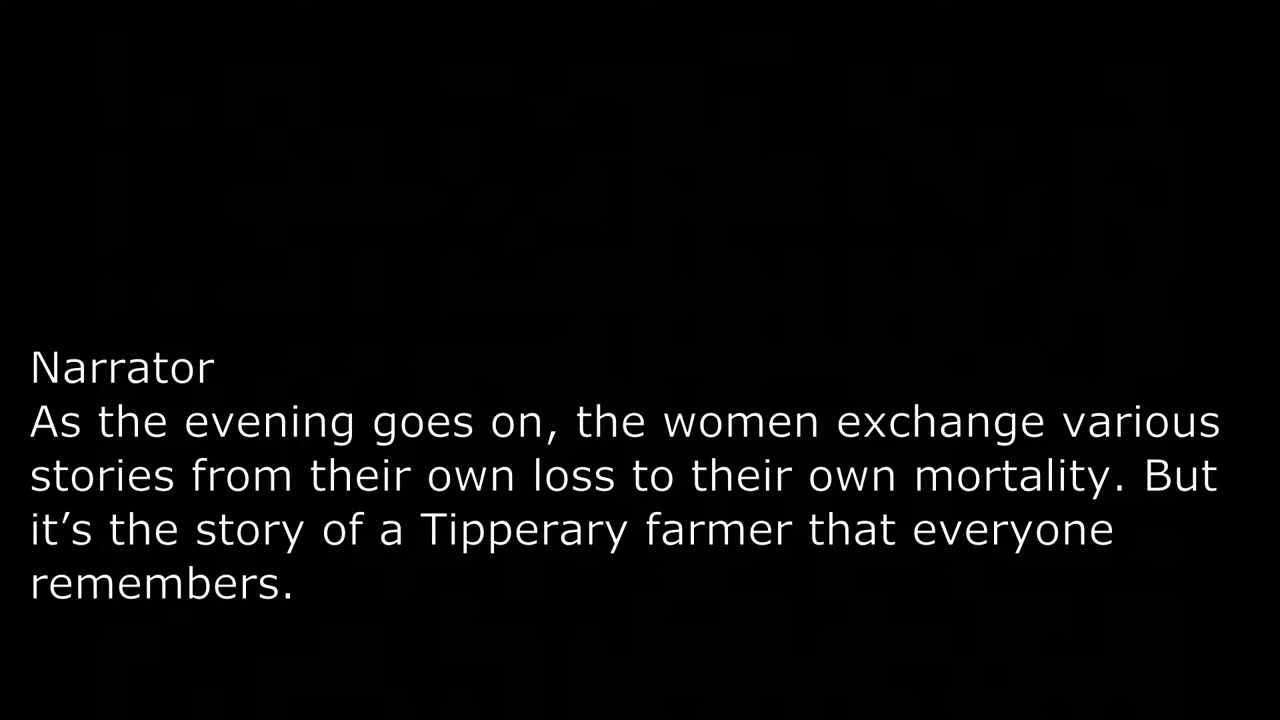 Narrator
As the evening goes on, the women exchange various
stories from their own loss to their own mortality. But
it’s the story of a Tipperary farmer that everyone
remembers.